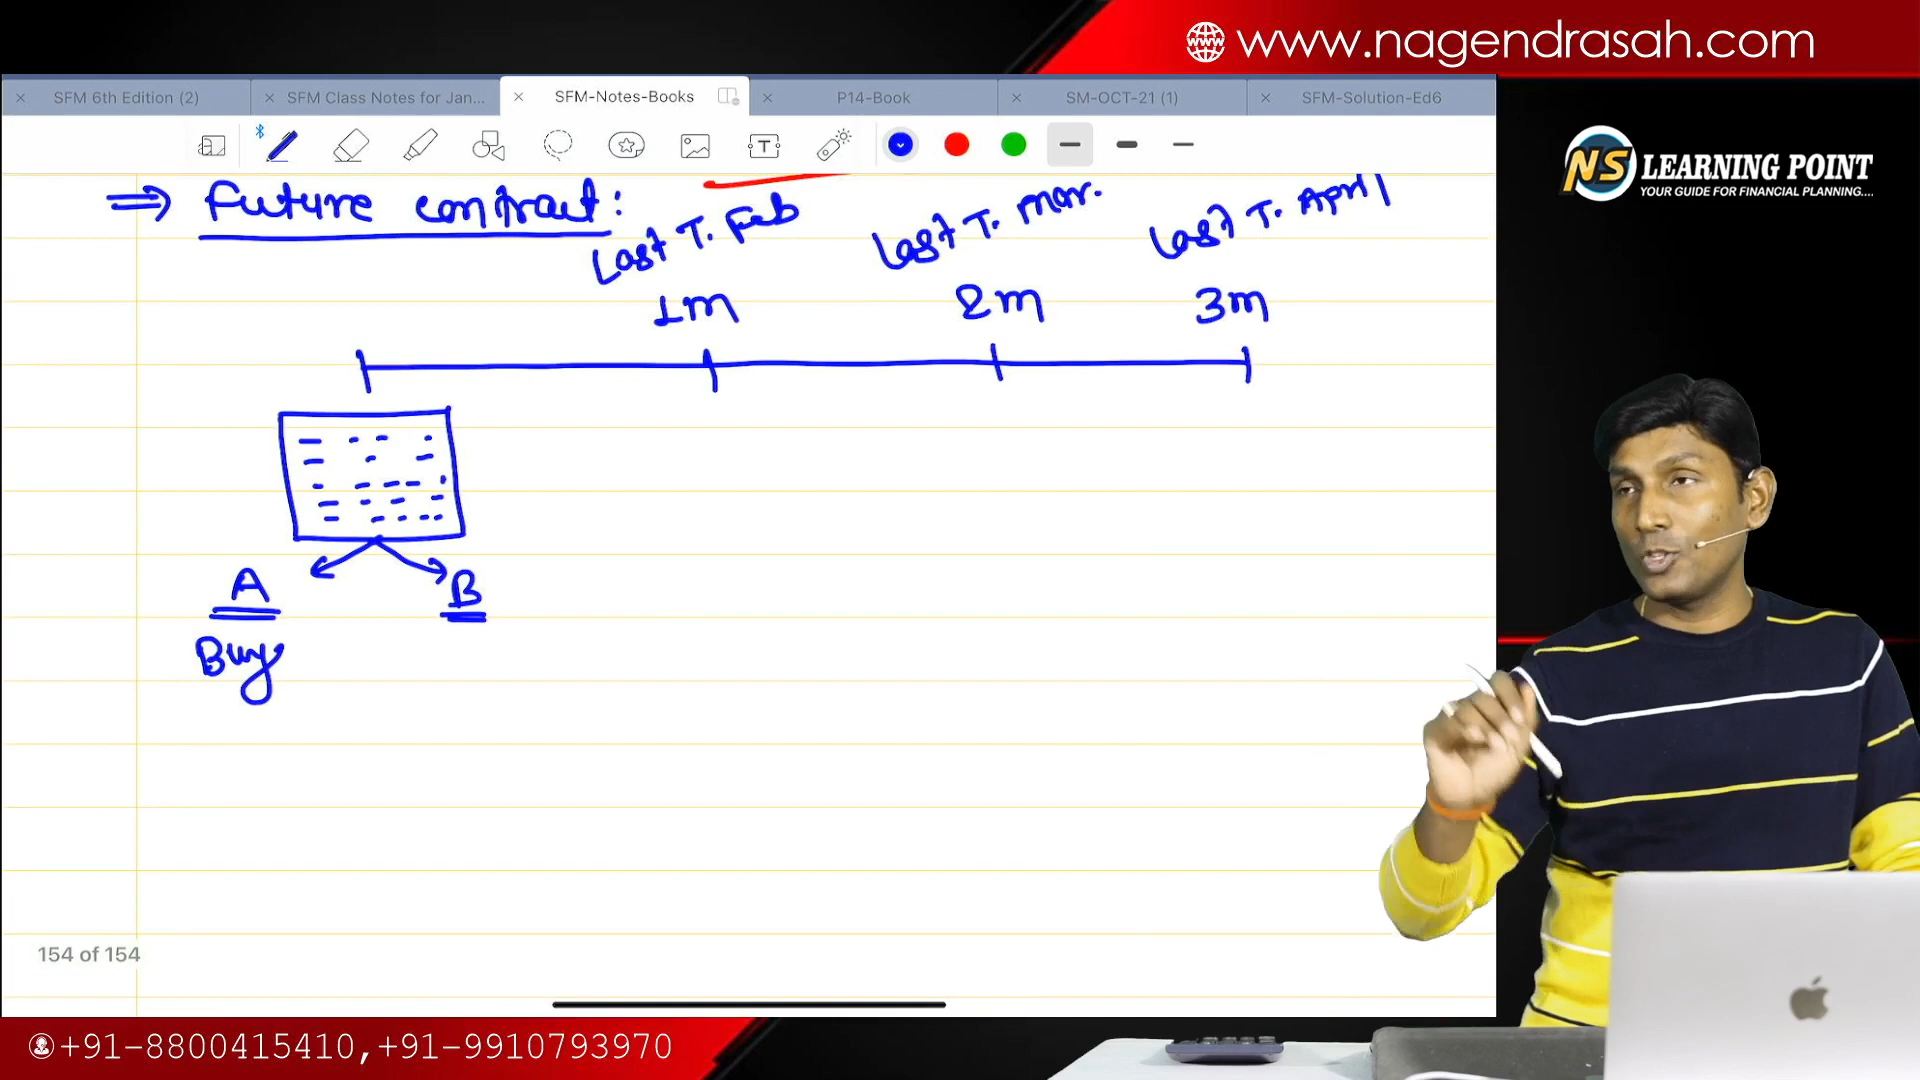 www.nagendrasah.com
SFM 6th Edition (2)
SFM Class Notes for Jan...
SFM-Notes-Books
P14-Book
SM-OCT-21 (1)
SFM-Solution-Ed6
NS LEARNING POINT
YOUR GUIDE FOR FINANCIAL PLANNING....
⇒ Future contract:
Last T. Feb
Last T. Mar.
Last T. April
1m
2m
3m
A
B
Buy
154 of 154
+91-8800415410,+91-9910793970